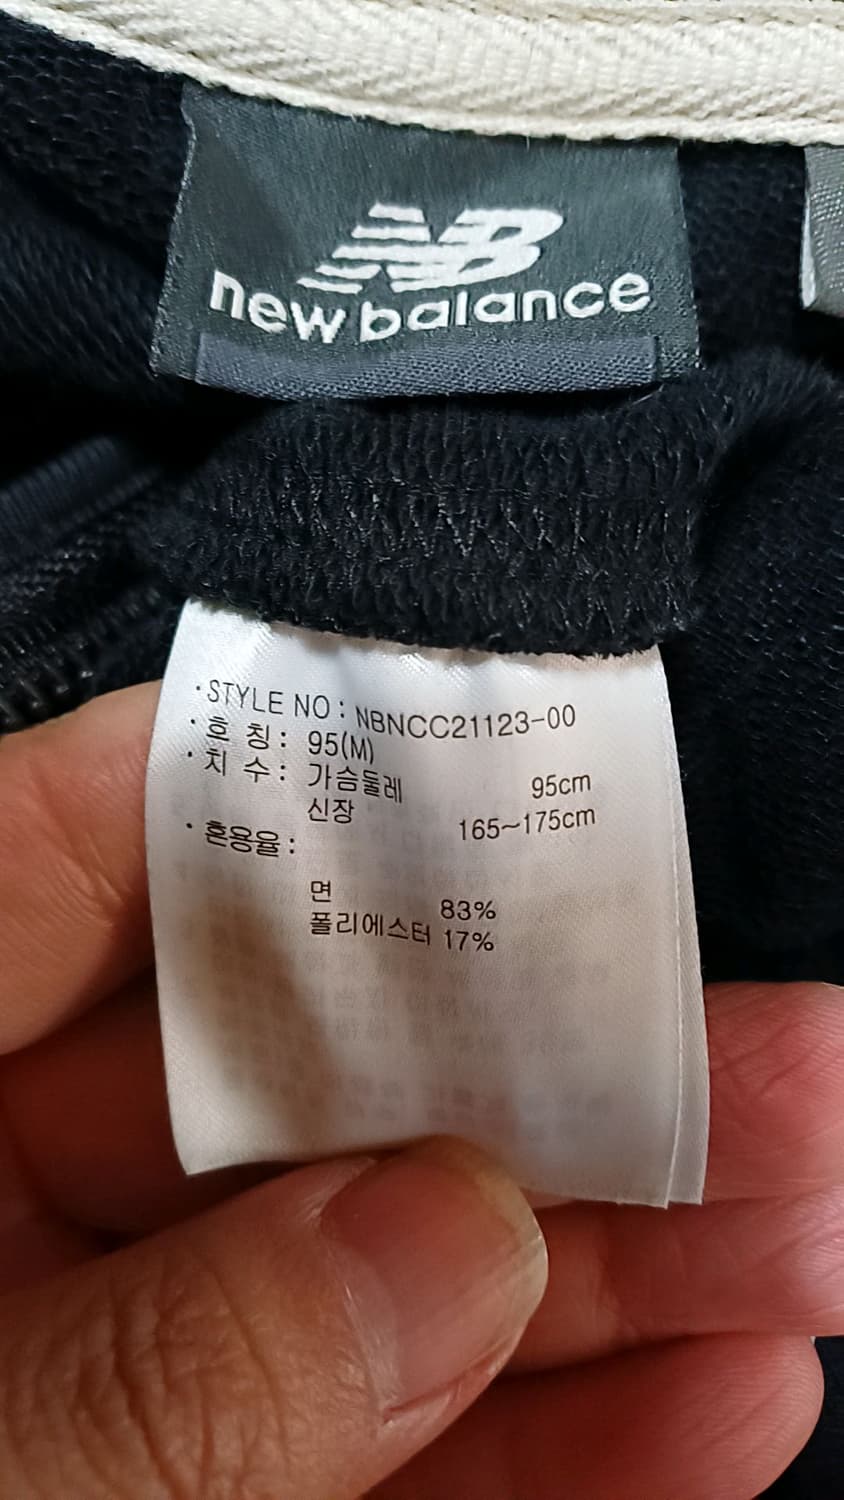 NB
new balance
·STYLE NO : NBNCC21123-00
·호 칭 : 95(M)
·치 수 : 가슴둘레 95cm
신장 165~175cm
·혼용율 :
면 83%
폴리에스터 17%